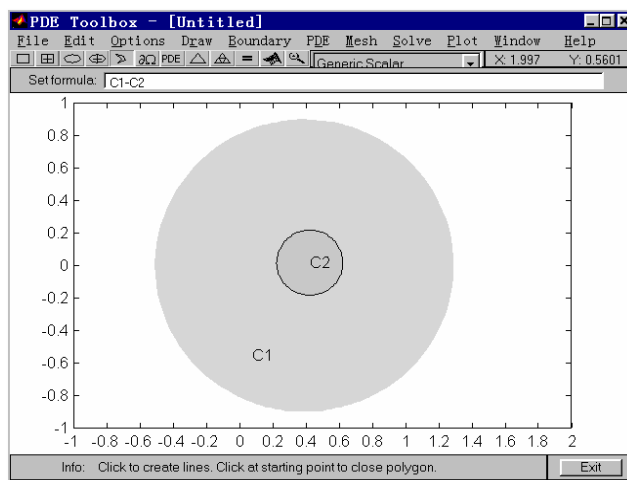 PDE Toolbox - [Untitled]
File Edit Options Draw Boundary PDE Mesh Solve Plot Window Help
∂Ω PDE = Generic Scalar X: 1.997 Y: 0.5601
Set formula: C1-C2
1
0.8
0.6
0.4
0.2
0
-0.2
-0.4
-0.6
-0.8
-1
C2
C1
-1 -0.8 -0.6 -0.4 -0.2 0 0.2 0.4 0.6 0.8 1 1.2 1.4 1.6 1.8 2
Info: Click to create lines. Click at starting point to close polygon. Exit